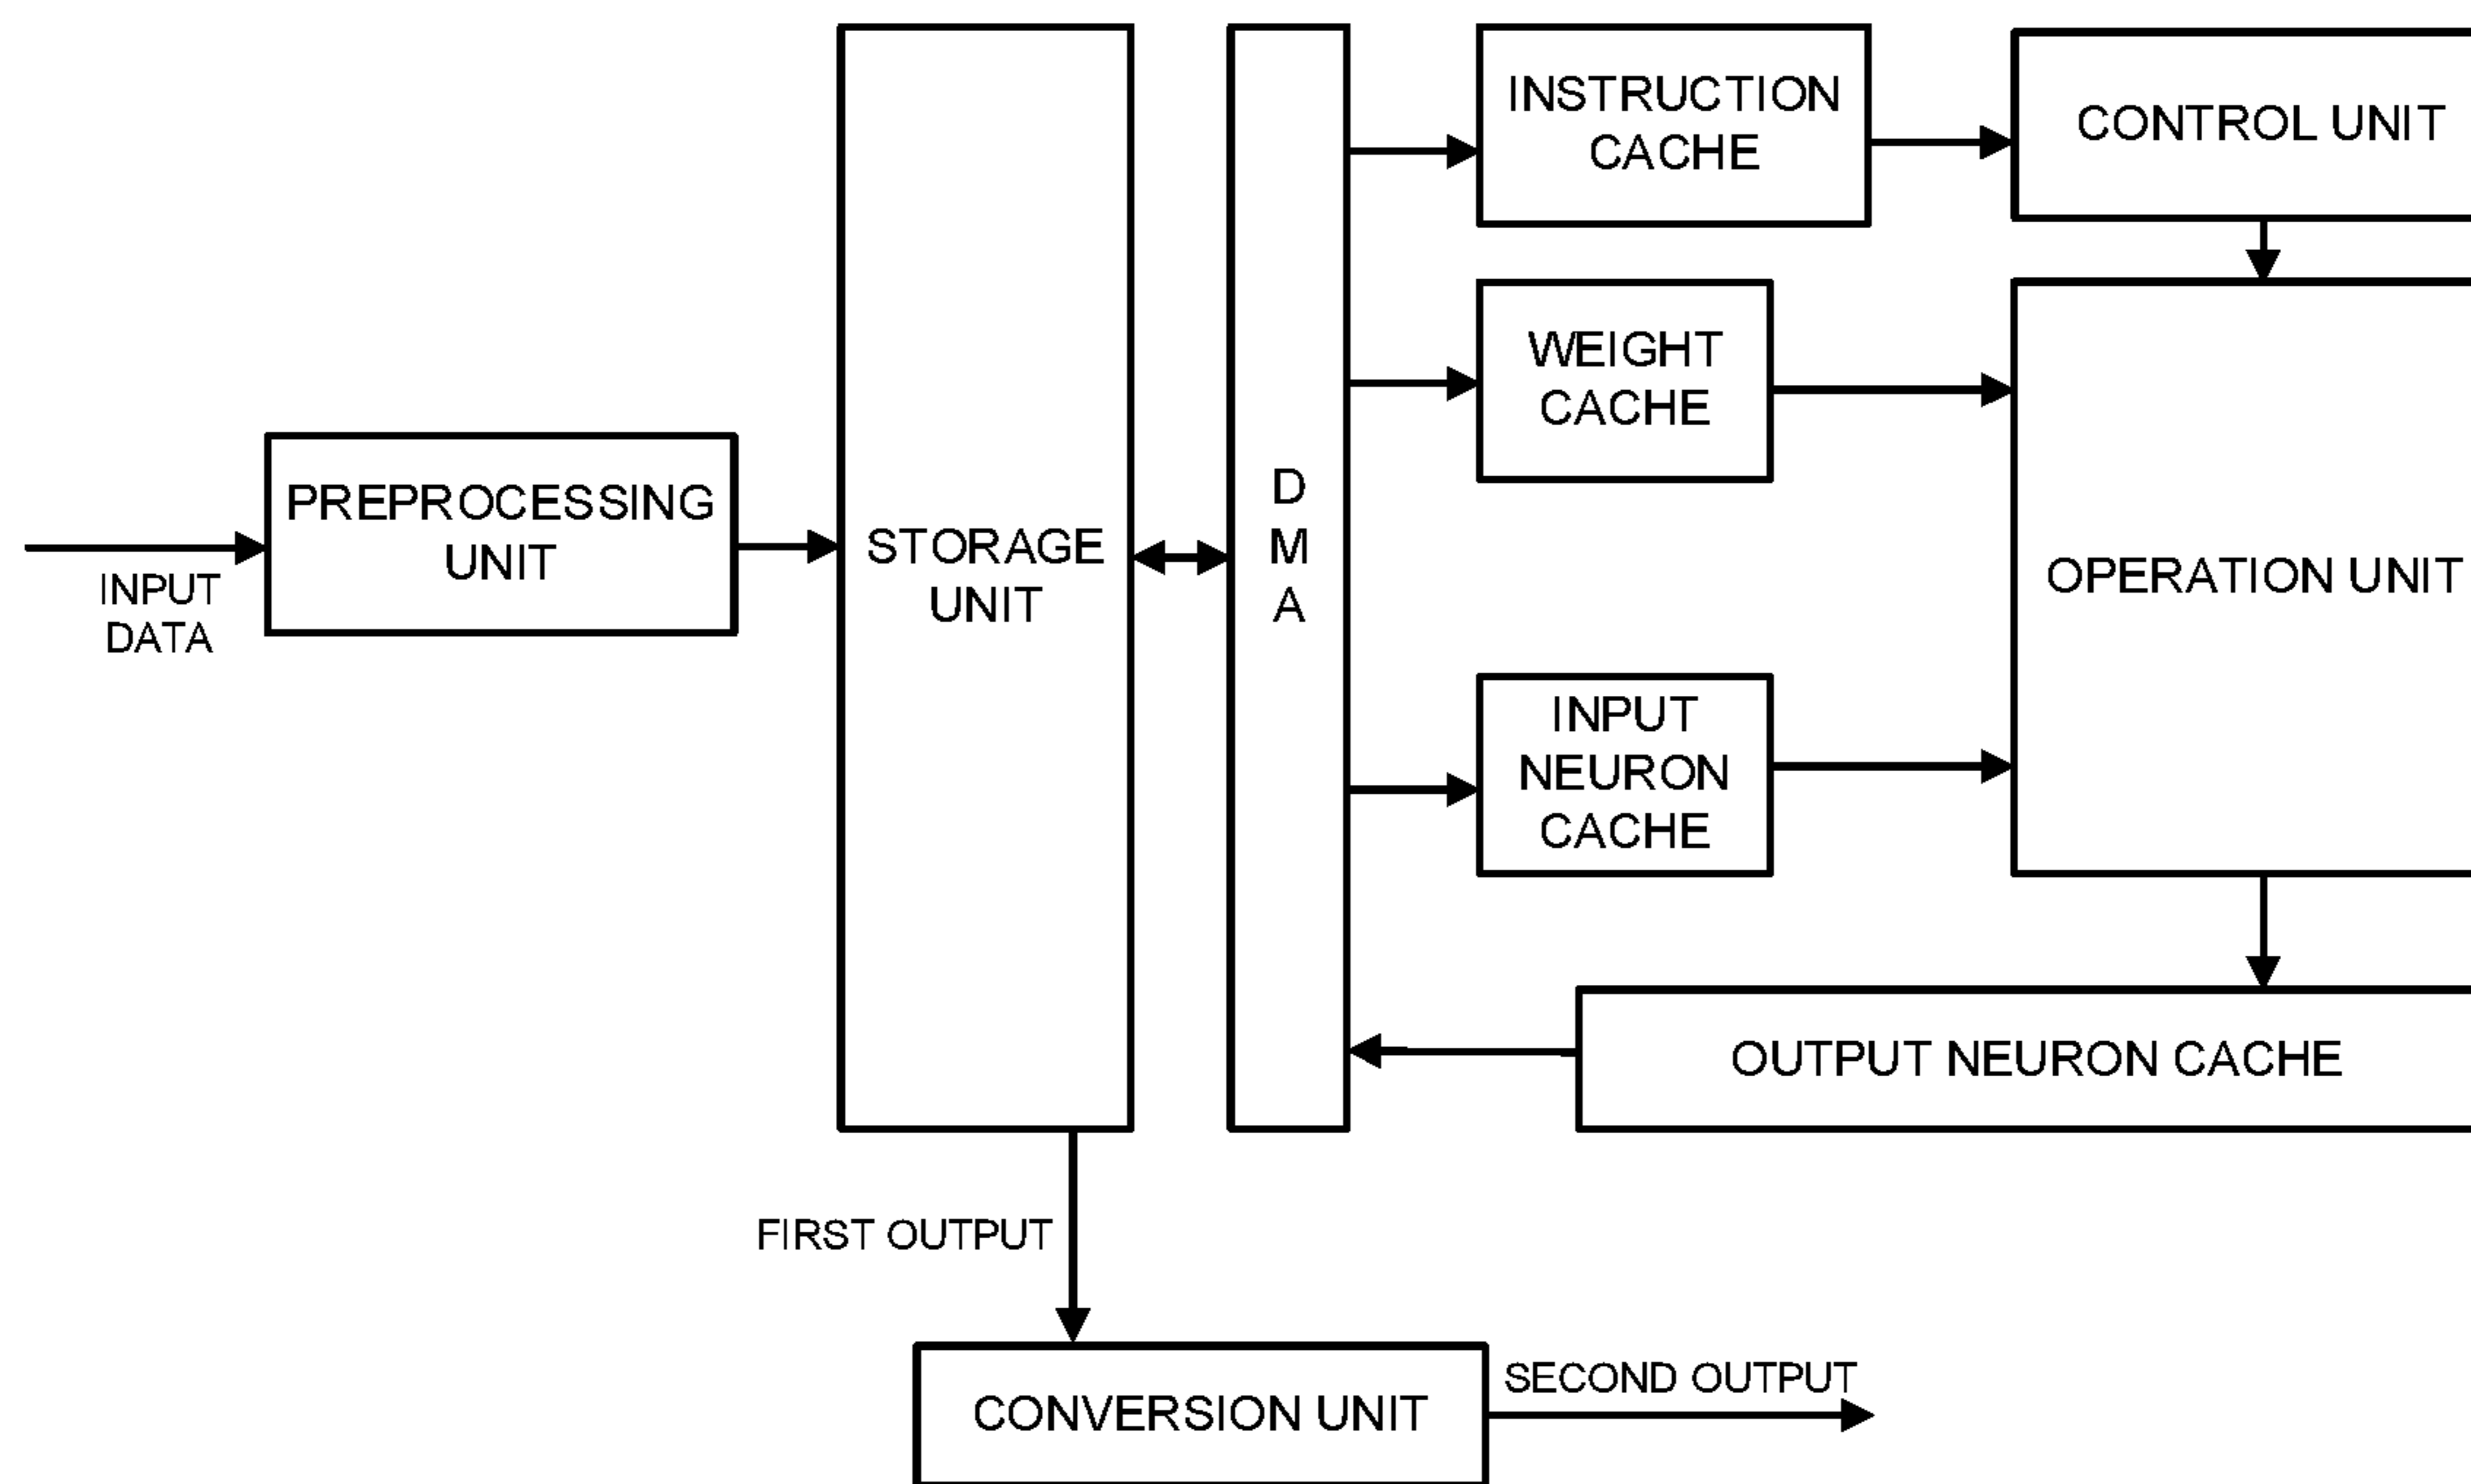 INSTRUCTION
CACHE
CONTROL UNIT
WEIGHT
CACHE
PREPROCESSING
UNIT
INPUT
DATA
STORAGE
UNIT
D
M
A
OPERATION UNIT
INPUT
NEURON
CACHE
OUTPUT NEURON CACHE
FIRST OUTPUT
CONVERSION UNIT
SECOND OUTPUT